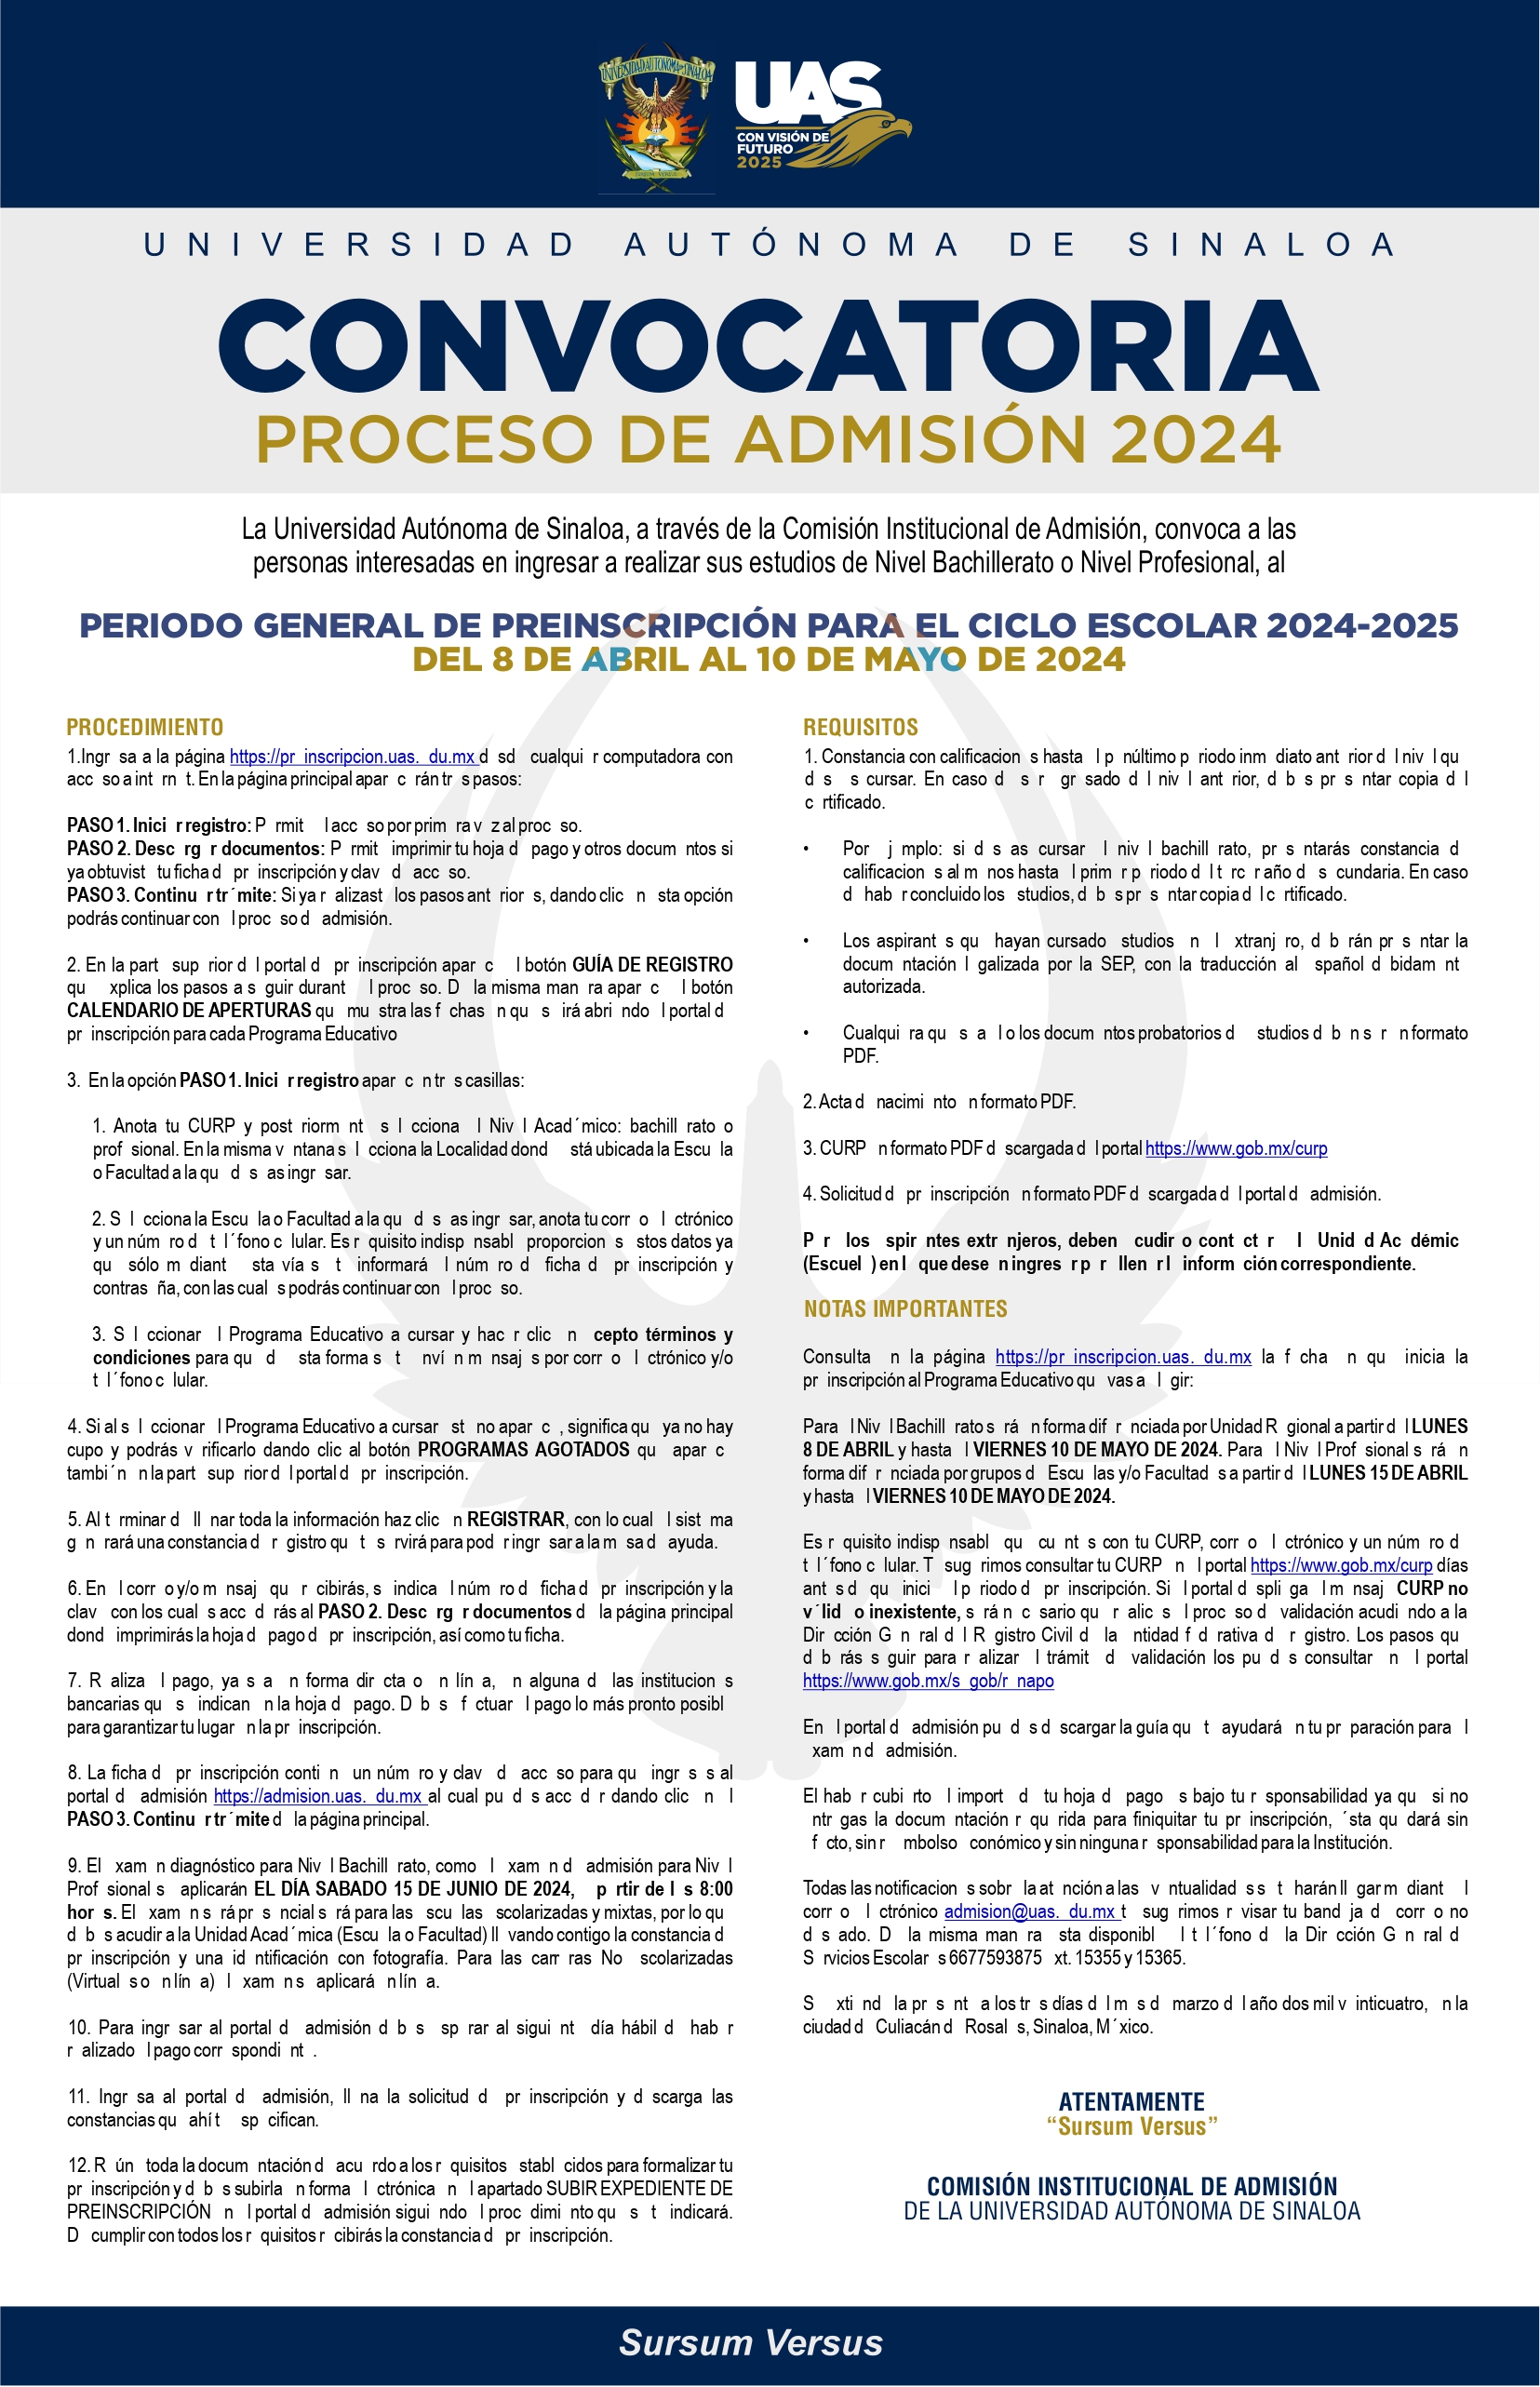 UNIVERSIDAD AUTÓNOMA DE SINALOA
UAS
CON VISIÓN DE
FUTURO
2025
UNIVERSIDAD AUTÓNOMA DE SINALOA
CONVOCATORIA
PROCESO DE ADMISIÓN 2024
La Universidad Autónoma de Sinaloa, a través de la Comisión Institucional de Admisión, convoca a las
personas interesadas en ingresar a realizar sus estudios de Nivel Bachillerato o Nivel Profesional, al
PERIODO GENERAL DE PREINSCRIPCIÓN PARA EL CICLO ESCOLAR 2024-2025
DEL 8 DE ABRIL AL 10 DE MAYO DE 2024
PROCEDIMIENTO
1.Ingr sa a la página https://pr inscripcion.uas. du.mx d sd cualqui r computadora con
acc so a int rn t. En la página principal apar c rán tr s pasos:
PASO 1. Inici r registro: P rmit l acc so por prim ra v z al proc so.
PASO 2. Desc rg r documentos: P rmit imprimir tu hoja d pago y otros docum ntos si
ya obtuvist tu ficha d pr inscripción y clav d acc so.
PASO 3. Continu r tr´mite: Si ya r alizast los pasos ant rior s, dando clic n sta opción
podrás continuar con l proc so d admisión.
2. En la part sup rior d l portal d pr inscripción apar c l botón GUÍA DE REGISTRO
qu xplica los pasos a s guir durant l proc so. D la misma man ra apar c l botón
CALENDARIO DE APERTURAS qu mu stra las f chas n qu s irá abri ndo l portal d
pr inscripción para cada Programa Educativo
3. En la opción PASO 1. Inici r registro apar c n tr s casillas:
1. Anota tu CURP y post riorm nt s l cciona l Niv l Acad´mico: bachill rato o
prof sional. En la misma v ntana s l cciona la Localidad dond stá ubicada la Escu la
o Facultad a la qu d s as ingr sar.
2. S l cciona la Escu la o Facultad a la qu d s as ingr sar, anota tu corr o l ctrónico
y un núm ro d t l´fono c lular. Es r quisito indisp nsabl proporcion s stos datos ya
qu sólo m diant sta vía s t informará l núm ro d ficha d pr inscripción y
contras ña, con las cual s podrás continuar con l proc so.
3. S l ccionar l Programa Educativo a cursar y hac r clic n cepto términos y
condiciones para qu d sta forma s t nví n m nsaj s por corr o l ctrónico y/o
t l´fono c lular.
4. Si al s l ccionar l Programa Educativo a cursar st no apar c , significa qu ya no hay
cupo y podrás v rificarlo dando clic al botón PROGRAMAS AGOTADOS qu apar c
tambi´n n la part sup rior d l portal d pr inscripción.
5. Al t rminar d ll nar toda la información haz clic n REGISTRAR, con lo cual l sist ma
g n rará una constancia d r gistro qu t s rvirá para pod r ingr sar a la m sa d ayuda.
6. En l corr o y/o m nsaj qu r cibirás, s indica l núm ro d ficha d pr inscripción y la
clav con los cual s acc d rás al PASO 2. Desc rg r documentos d la página principal
dond imprimirás la hoja d pago d pr inscripción, así como tu ficha.
7. R aliza l pago, ya s a n forma dir cta o n lín a, n alguna d las institucion s
bancarias qu s indican n la hoja d pago. D b s f ctuar l pago lo más pronto posibl
para garantizar tu lugar n la pr inscripción.
8. La ficha d pr inscripción conti n un núm ro y clav d acc so para qu ingr s s al
portal d admisión https://admision.uas. du.mx al cual pu d s acc d r dando clic n l
PASO 3. Continu r tr´mite d la página principal.
9. El xam n diagnóstico para Niv l Bachill rato, como l xam n d admisión para Niv l
Prof sional s aplicarán EL DÍA SABADO 15 DE JUNIO DE 2024, p rtir de l s 8:00
hor s. El xam n s rá pr s ncial s rá para las scu las scolarizadas y mixtas, por lo qu
d b s acudir a la Unidad Acad´mica (Escu la o Facultad) ll vando contigo la constancia d
pr inscripción y una id ntificación con fotografía. Para las carr ras No scolarizadas
(Virtual s o n lín a) l xam n s aplicará n lín a.
10. Para ingr sar al portal d admisión d b s sp rar al sigui nt día hábil d hab r
r alizado l pago corr spondi nt .
11. Ingr sa al portal d admisión, ll na la solicitud d pr inscripción y d scarga las
constancias qu ahí t sp cifican.
12. R ún toda la docum ntación d acu rdo a los r quisitos stabl cidos para formalizar tu
pr inscripción y d b s subirla n forma l ctrónica n l apartado SUBIR EXPEDIENTE DE
PREINSCRIPCIÓN n l portal d admisión sigui ndo l proc dimi nto qu s t indicará.
D cumplir con todos los r quisitos r cibirás la constancia d pr inscripción.
REQUISITOS
1. Constancia con calificacion s hasta l p núltimo p riodo inm diato ant rior d l niv l qu
d s s cursar. En caso d s r gr sado d l niv l ant rior, d b s pr s ntar copia d l
c rtificado.
• Por j mplo: si d s as cursar l niv l bachill rato, pr s ntarás constancia d
calificacion s al m nos hasta l prim r p riodo d l t rc r año d s cundaria. En caso
d hab r concluido los studios, d b s pr s ntar copia d l c rtificado.
• Los aspirant s qu hayan cursado studios n l xtranj ro, d b rán pr s ntar la
docum ntación l galizada por la SEP, con la traducción al spañol d bidam nt
autorizada.
• Cualqui ra qu s a l o los docum ntos probatorios d studios d b n s r n formato
PDF.
2. Acta d nacimi nto n formato PDF.
3. CURP n formato PDF d scargada d l portal https://www.gob.mx/curp
4. Solicitud d pr inscripción n formato PDF d scargada d l portal d admisión.
P r los spir ntes extr njeros, deben cudir o cont ct r l Unid d Ac démic
(Escuel ) en l que dese n ingres r p r llen r l inform ción correspondiente.
NOTAS IMPORTANTES
Consulta n la página https://pr inscripcion.uas. du.mx la f cha n qu inicia la
pr inscripción al Programa Educativo qu vas a l gir:
Para l Niv l Bachill rato s rá n forma dif r nciada por Unidad R gional a partir d l LUNES
8 DE ABRIL y hasta l VIERNES 10 DE MAYO DE 2024. Para l Niv l Prof sional s rá n
forma dif r nciada por grupos d Escu las y/o Facultad s a partir d l LUNES 15 DE ABRIL
y hasta l VIERNES 10 DE MAYO DE 2024.
Es r quisito indisp nsabl qu cu nt s con tu CURP, corr o l ctrónico y un núm ro d
t l´fono c lular. T sug rimos consultar tu CURP n l portal https://www.gob.mx/curp días
ant s d qu inici l p riodo d pr inscripción. Si l portal d spli ga l m nsaj CURP no
v´lid o inexistente, s rá n c sario qu r alic s l proc so d validación acudi ndo a la
Dir cción G n ral d l R gistro Civil d la ntidad f d rativa d r gistro. Los pasos qu
d b rás s guir para r alizar l trámit d validación los pu d s consultar n l portal
https://www.gob.mx/s gob/r napo
En l portal d admisión pu d s d scargar la guía qu t ayudará n tu pr paración para l
xam n d admisión.
El hab r cubi rto l import d tu hoja d pago s bajo tu r sponsabilidad ya qu si no
ntr gas la docum ntación r qu rida para finiquitar tu pr inscripción, ´sta qu dará sin
f cto, sin r mbolso conómico y sin ninguna r sponsabilidad para la Institución.
Todas las notificacion s sobr la at nción a las v ntualidad s s t harán ll gar m diant l
corr o l ctrónico admision@uas. du.mx t sug rimos r visar tu band ja d corr o no
d s ado. D la misma man ra sta disponibl l t l´fono d la Dir cción G n ral d
S rvicios Escolar s 6677593875 xt. 15355 y 15365.
S xti nd la pr s nt a los tr s días d l m s d marzo d l año dos mil v inticuatro, n la
ciudad d Culiacán d Rosal s, Sinaloa, M´xico.
ATENTAMENTE
“Sursum Versus”
COMISIÓN INSTITUCIONAL DE ADMISIÓN
DE LA UNIVERSIDAD AUTÓNOMA DE SINALOA
Sursum Versus